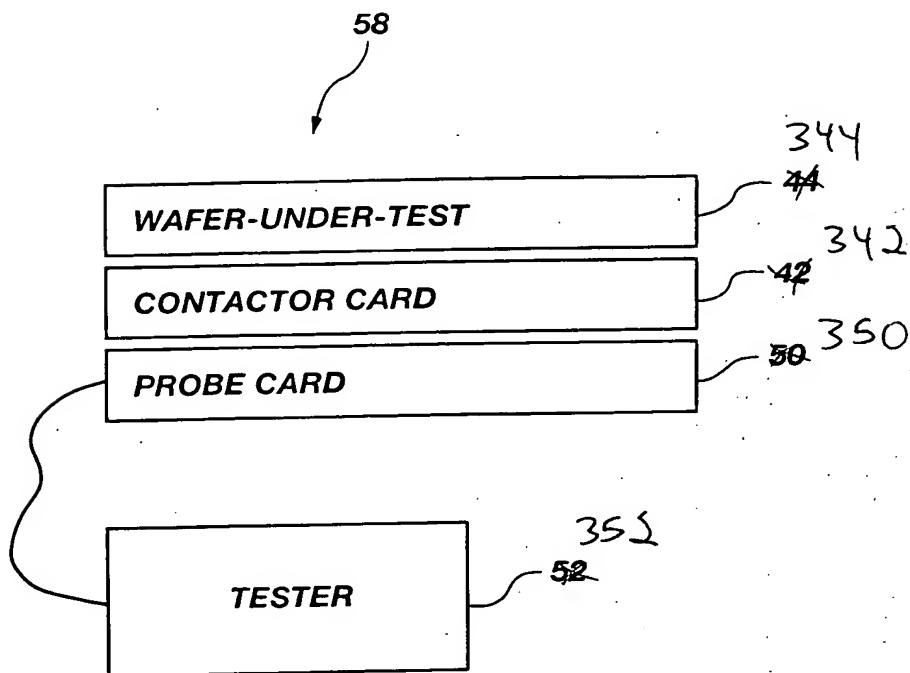 58
344
WAFER-UNDER-TEST
44
342
CONTACTOR CARD
42
350
PROBE CARD
50
352
TESTER
52